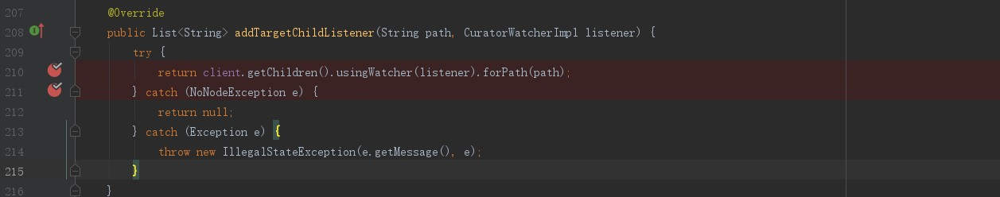 207 @Override
208 public List<String> addTargetChildListener(String path, CuratorWatcherImpl listener) {
209 try {
210 return client.getChildren().usingWatcher(listener).forPath(path);
211 } catch (NoNodeException e) {
212 return null;
213 } catch (Exception e) {
214 throw new IllegalStateException(e.getMessage(), e);
215 }
216 }